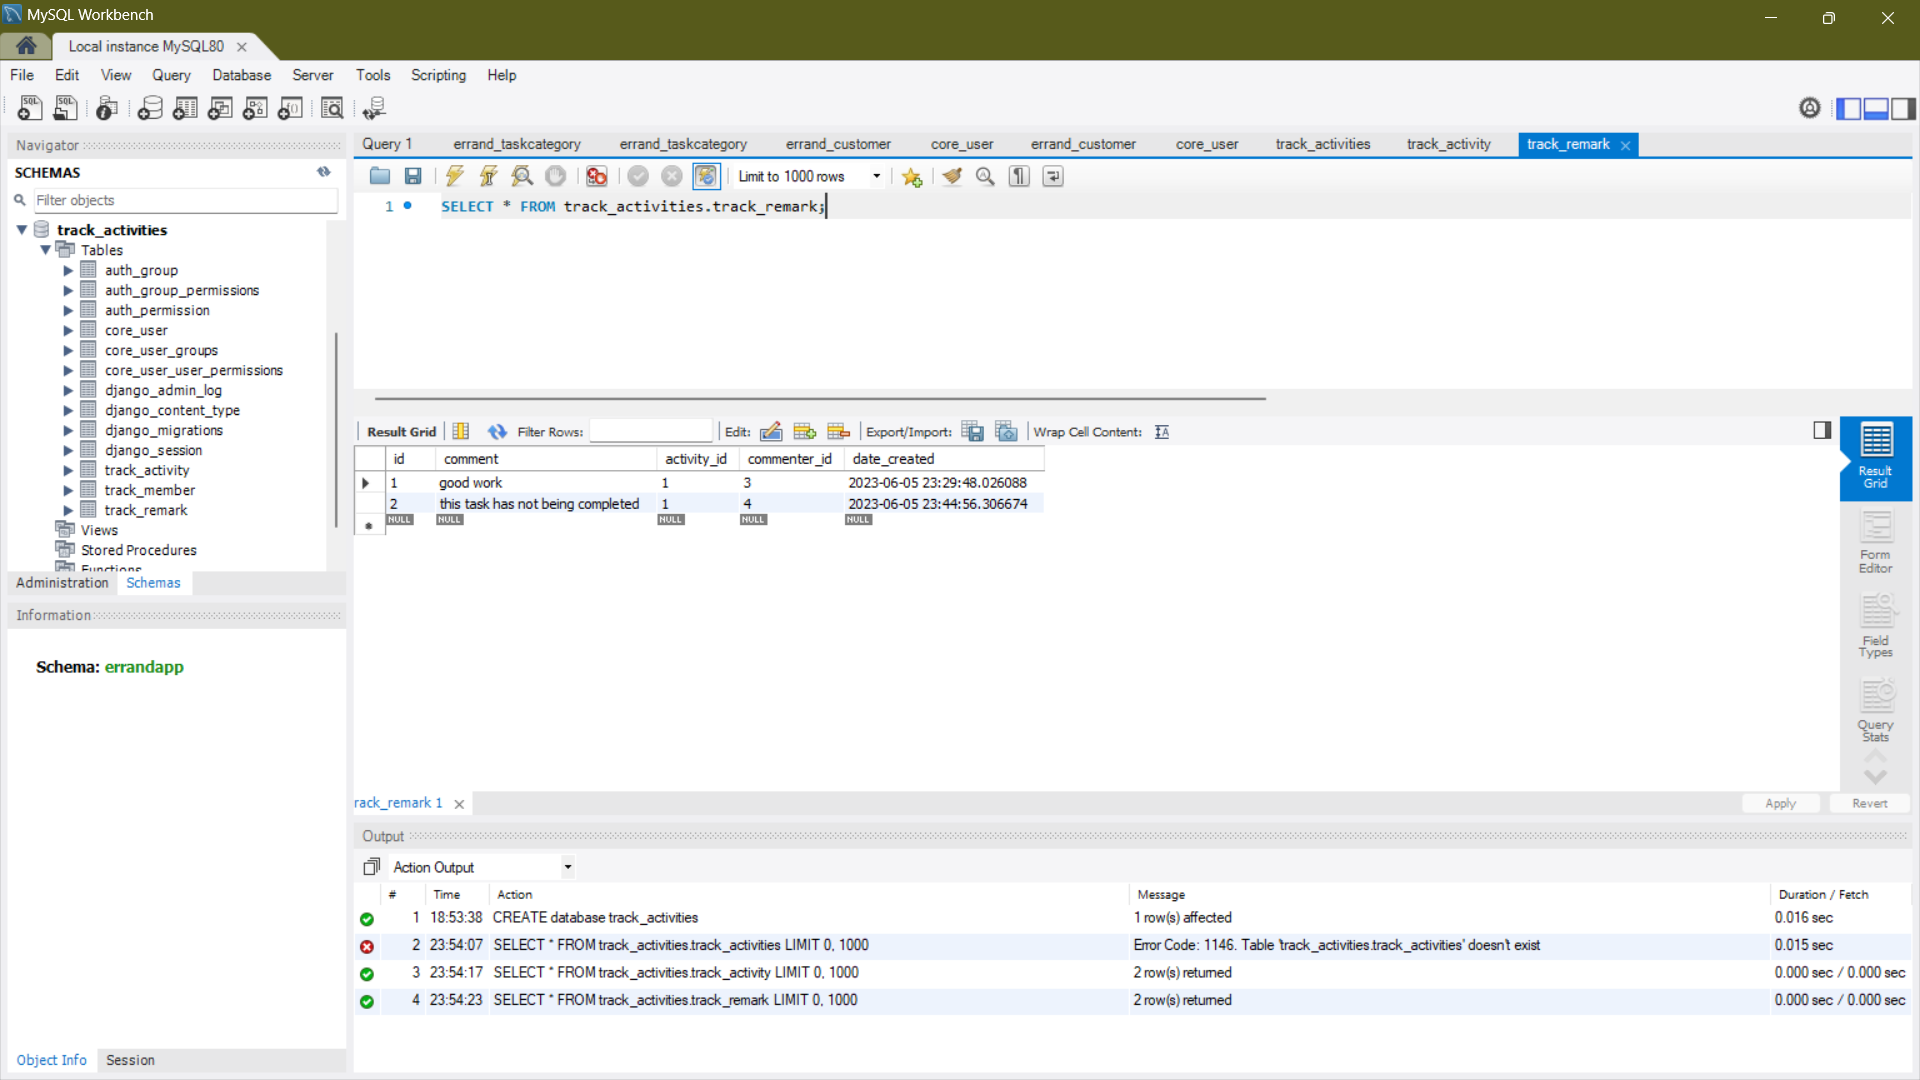 MySQL Workbench
Local instance MySQL80
File Edit View Query Database Server Tools Scripting Help
Navigator
SCHEMAS
Filter objects
track_activities
Tables
auth_group
auth_group_permissions
auth_permission
core_user
core_user_groups
core_user_user_permissions
django_admin_log
django_content_type
django_migrations
django_session
track_activity
track_member
track_remark
Views
Stored Procedures
Functions
Administration Schemas
Information
Schema: errandapp
Object Info Session
Query 1 errand_taskcategory errand_taskcategory errand_customer core_user errand_customer core_user track_activities track_activity track_remark
Limit to 1000 rows
1 SELECT * FROM track_activities.track_remark;
Result Grid Filter Rows: Edit: Export/Import: Wrap Cell Content:
id comment activity_id commenter_id date_created
1 good work 1 3 2023-06-05 23:29:48.026088
2 this task has not being completed 1 4 2023-06-05 23:44:56.306674
NULL NULL NULL NULL NULL
Result Grid
Form Editor
Field Types
Query Stats
rack_remark 1
Apply Revert
Output
Action Output
# Time Action Message Duration / Fetch
1 18:53:38 CREATE database track_activities 1 row(s) affected 0.016 sec
2 23:54:07 SELECT * FROM track_activities.track_activities LIMIT 0, 1000 Error Code: 1146. Table 'track_activities.track_activities' doesn't exist 0.015 sec
3 23:54:17 SELECT * FROM track_activities.track_activity LIMIT 0, 1000 2 row(s) returned 0.000 sec / 0.000 sec
4 23:54:23 SELECT * FROM track_activities.track_remark LIMIT 0, 1000 2 row(s) returned 0.000 sec / 0.000 sec